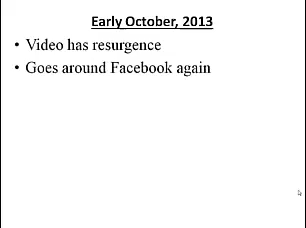 Early October, 2013
• Video has resurgence
• Goes around Facebook again